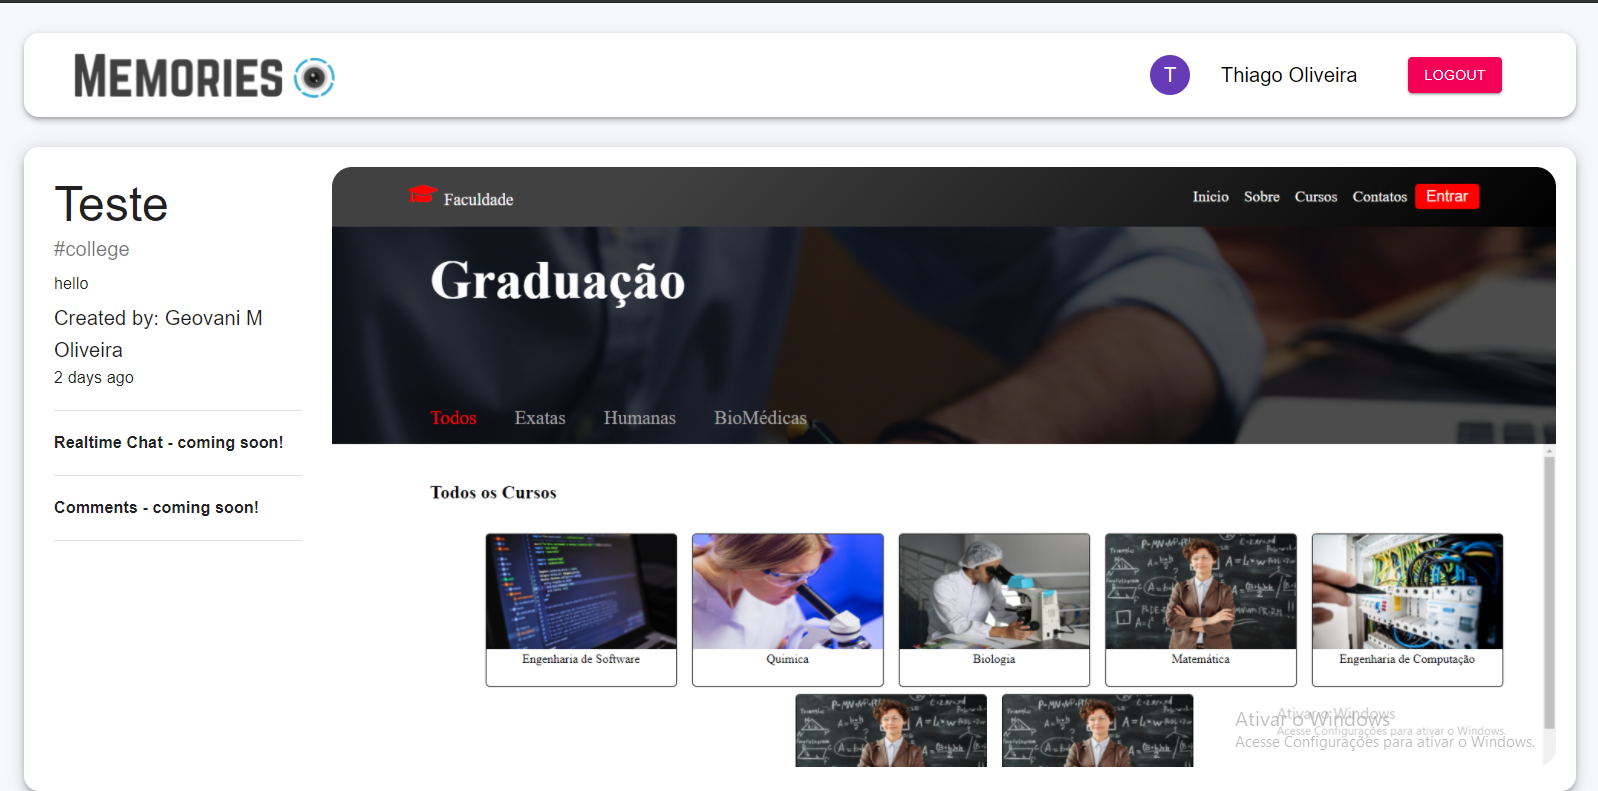 MEMORIES
T
Thiago Oliveira
LOGOUT
Teste
#college
hello
Created by: Geovani M
Oliveira
2 days ago
Realtime Chat - coming soon!
Comments - coming soon!
Faculdade
Inicio
Sobre
Cursos
Contatos
Entrar
Graduação
Todos
Exatas
Humanas
BioMédicas
Todos os Cursos
Engenharia de Software
Quimica
Biologia
Matemática
Engenharia de Computação
Ativar o Windows
Acesse Configurações para ativar o Windows.
Ativar o Windows
Acesse Configurações para ativar o Windows.